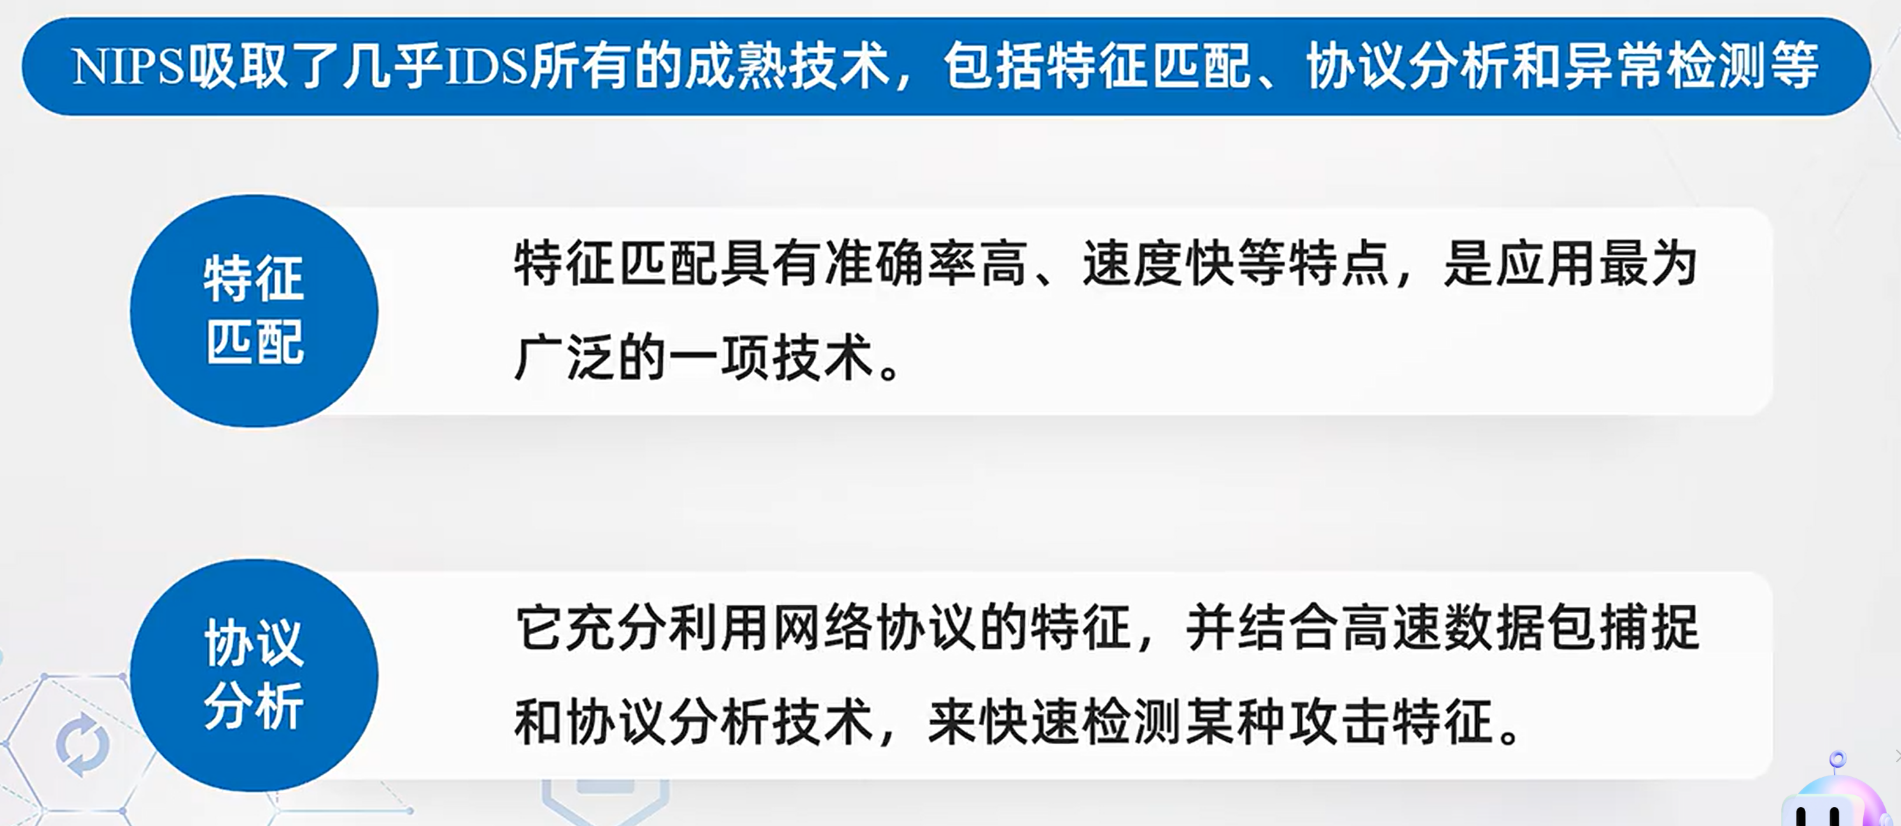 NIPS吸取了几乎IDS所有的成熟技术，包括特征匹配、协议分析和异常检测等
特征
匹配
特征匹配具有准确率高、速度快等特点，是应用最为
广泛的一项技术。
协议
分析
它充分利用网络协议的特征，并结合高速数据包捕捉
和协议分析技术，来快速检测某种攻击特征。